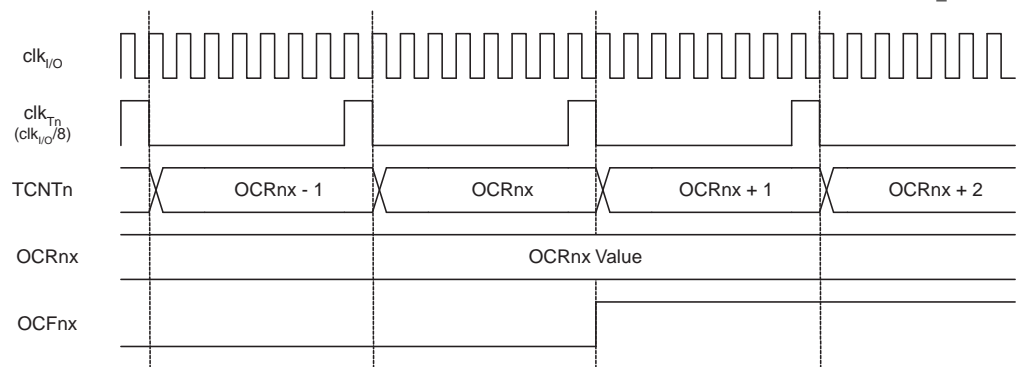 clkI/O
clkTn
(clkI/O/8)
TCNTn
OCRnx - 1
OCRnx
OCRnx + 1
OCRnx + 2
OCRnx
OCRnx Value
OCFnx